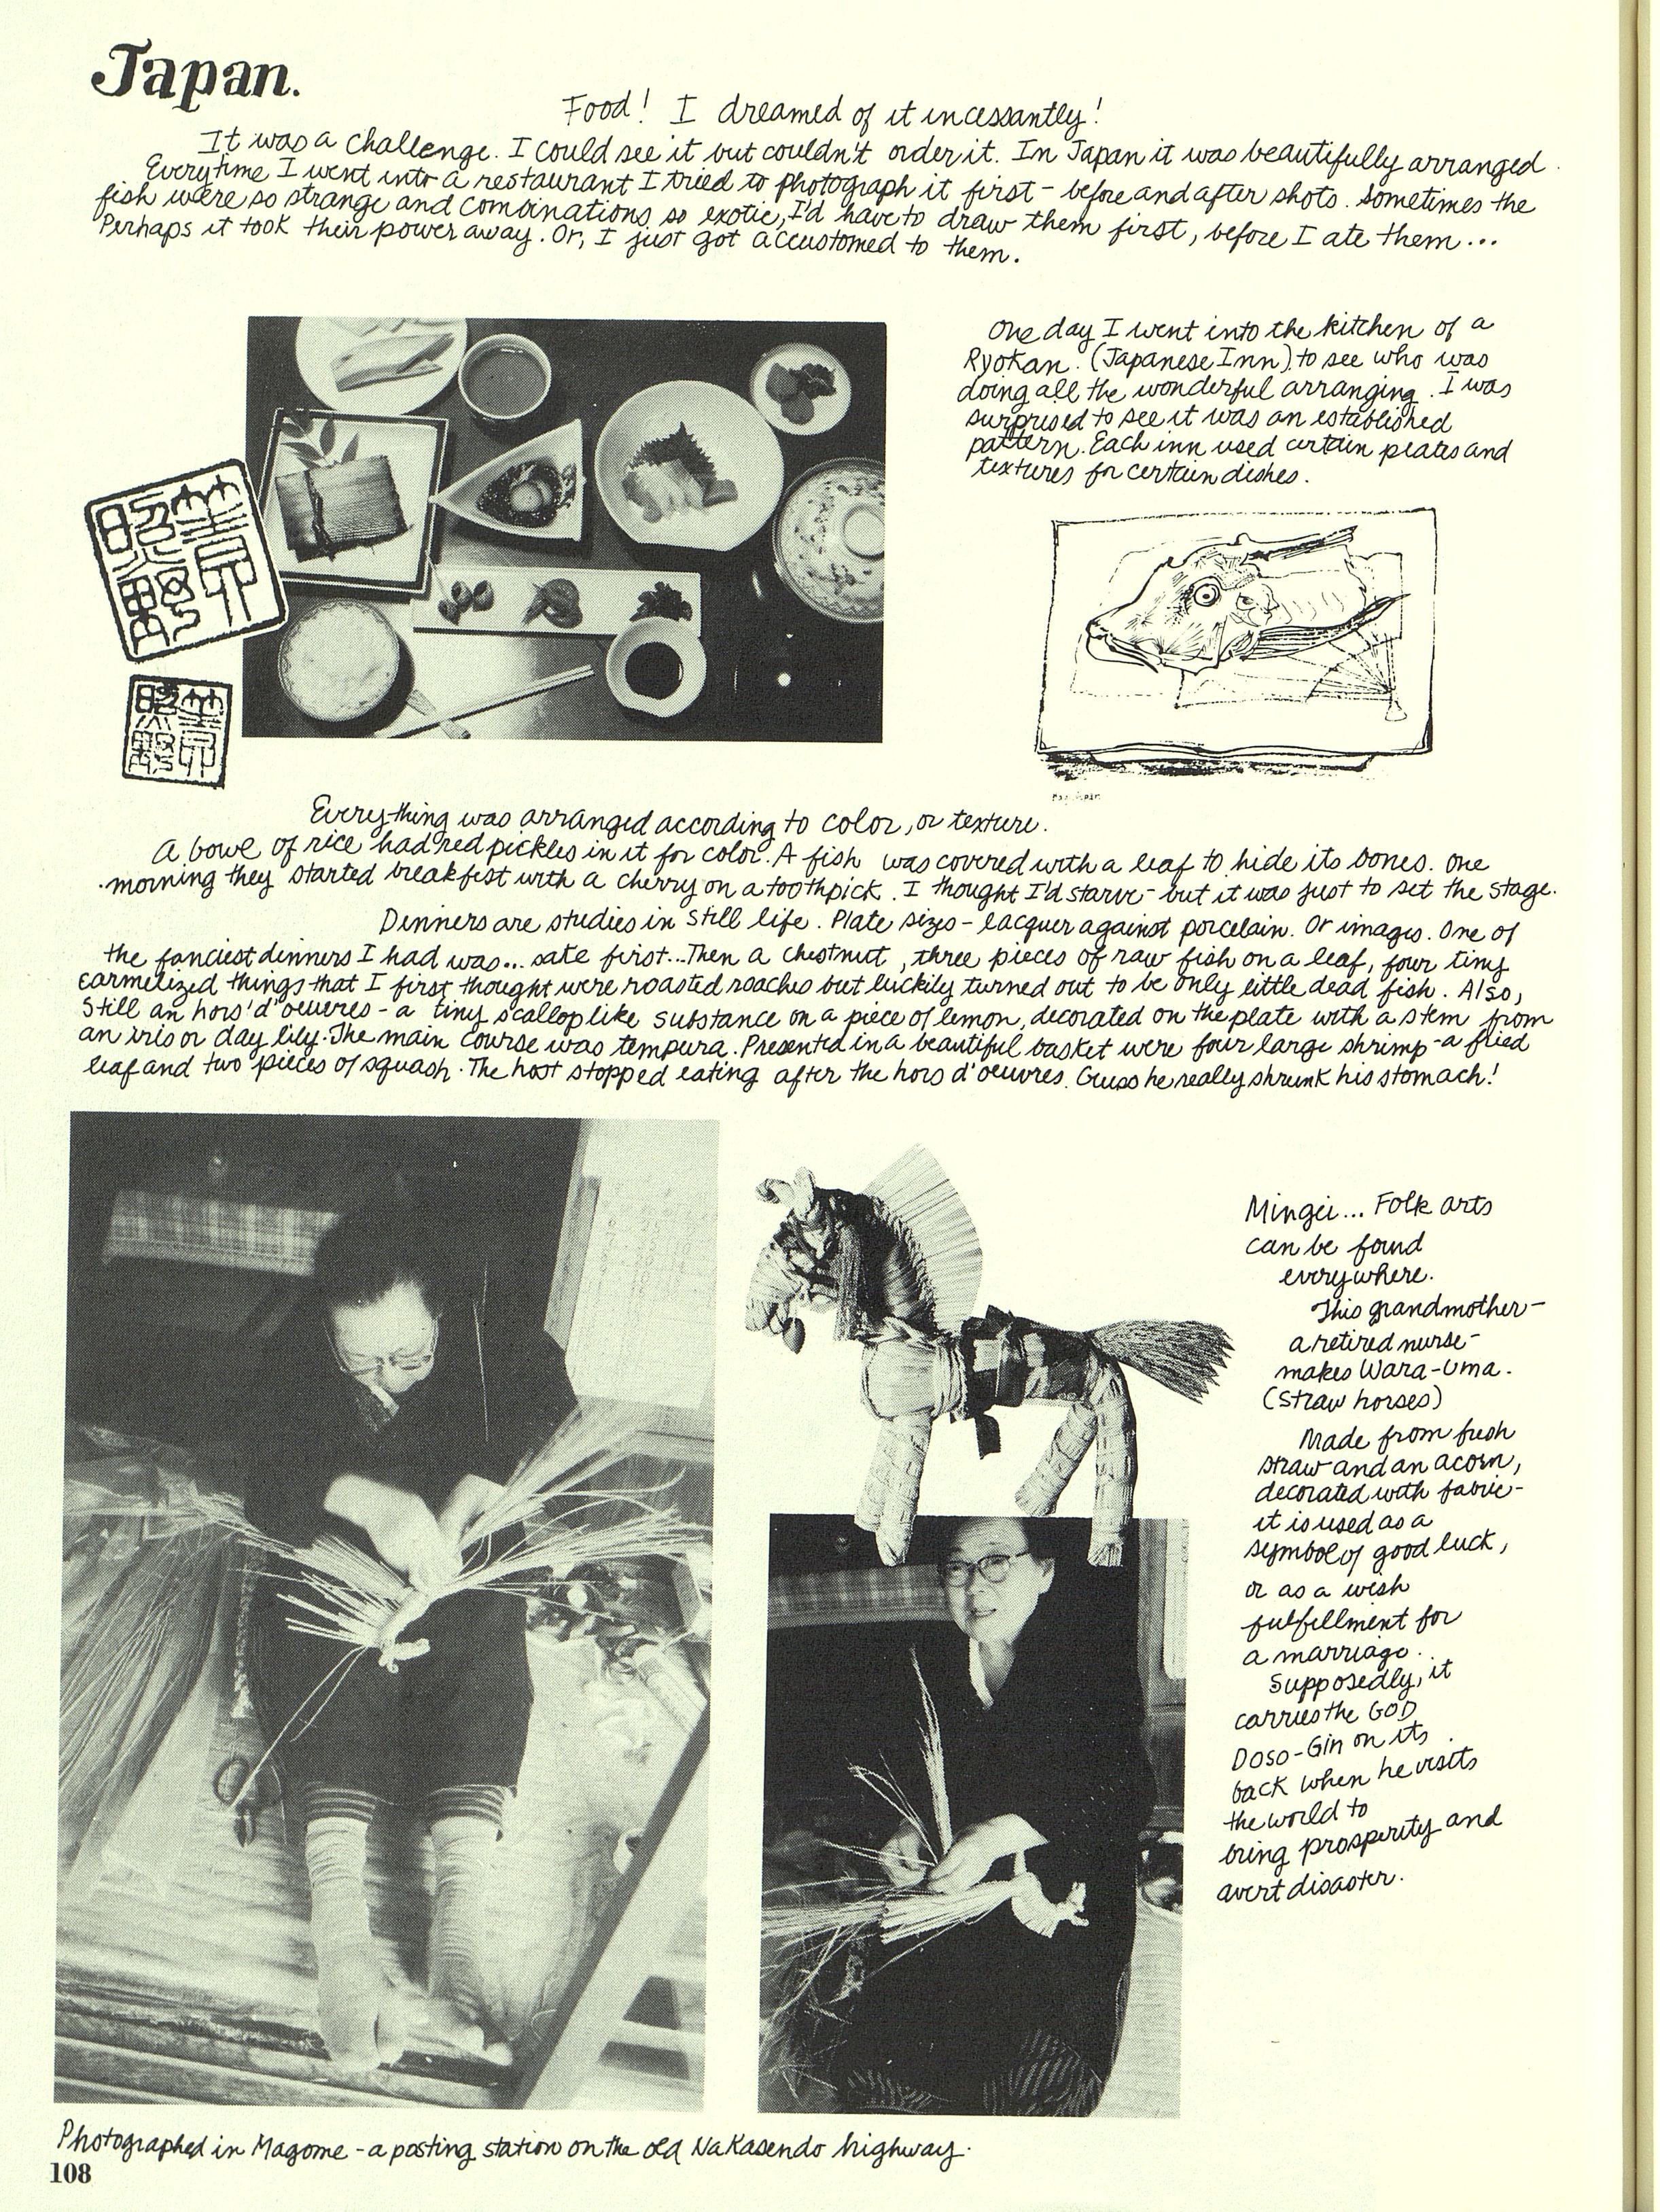 Japan.
Food! I dreamed of it incessantly!
It was a challenge. I could see it but couldn't order it. In Japan it was beautifully arranged.
Everytime I went into a restaurant I tried to photograph it first - before and after shots. Sometimes the
fish were so strange and combinations so exotic, I'd have to draw them first, before I ate them...
Perhaps it took their power away. Or, I just got accustomed to them.
One day I went into the kitchen of a
Ryokan. (Japanese Inn) to see who was
doing all the wonderful arranging. I was
surprised to see it was an established
pattern. Each inn used certain plates and
textures for certain dishes.
Everything was arranged according to color, or texture.
A bowl of rice had red pickles in it for color. A fish was covered with a leaf to hide its bones. One
morning they started breakfest with a cherry on a toothpick. I thought I'd starve - but it was just to set the stage.
Dinners are studies in still life. Plate sizes - lacquer against porcelain. Or images. One of
the fanciest dinners I had was... sake first... Then a chestnut, three pieces of raw fish on a leaf, four tiny
carmelized things that I first thought were roasted roaches but luckily turned out to be only little dead fish. Also,
still an hors'd'oeuvres - a tiny scallop like substance on a piece of lemon, decorated on the plate with a stem from
an iris or day lily. The main course was tempura. Presented in a beautiful basket were four large shrimp - a fried
leaf and two pieces of squash. The host stopped eating after the hors d'oeuvres. Guess he really shrunk his stomach!
Mingei... Folk arts
can be found
everywhere.
This grandmother -
a retired nurse -
makes Wara-Uma.
(straw horses)
Made from fresh
straw and an acorn,
decorated with fabric -
it is used as a
symbol of good luck,
or as a wish
fulfillment for
a marriage.
Supposedly, it
carries the GOD
Doso-Gin on its
back when he visits
the world to
bring prosperity and
avert disaster.
Photographed in Magome - a posting station on the old Nakasendo highway.
108